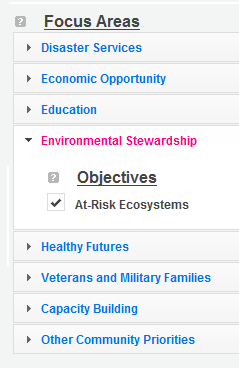 Focus Areas
Disaster Services
Economic Opportunity
Education
Environmental Stewardship
Objectives
At-Risk Ecosystems
Healthy Futures
Veterans and Military Families
Capacity Building
Other Community Priorities